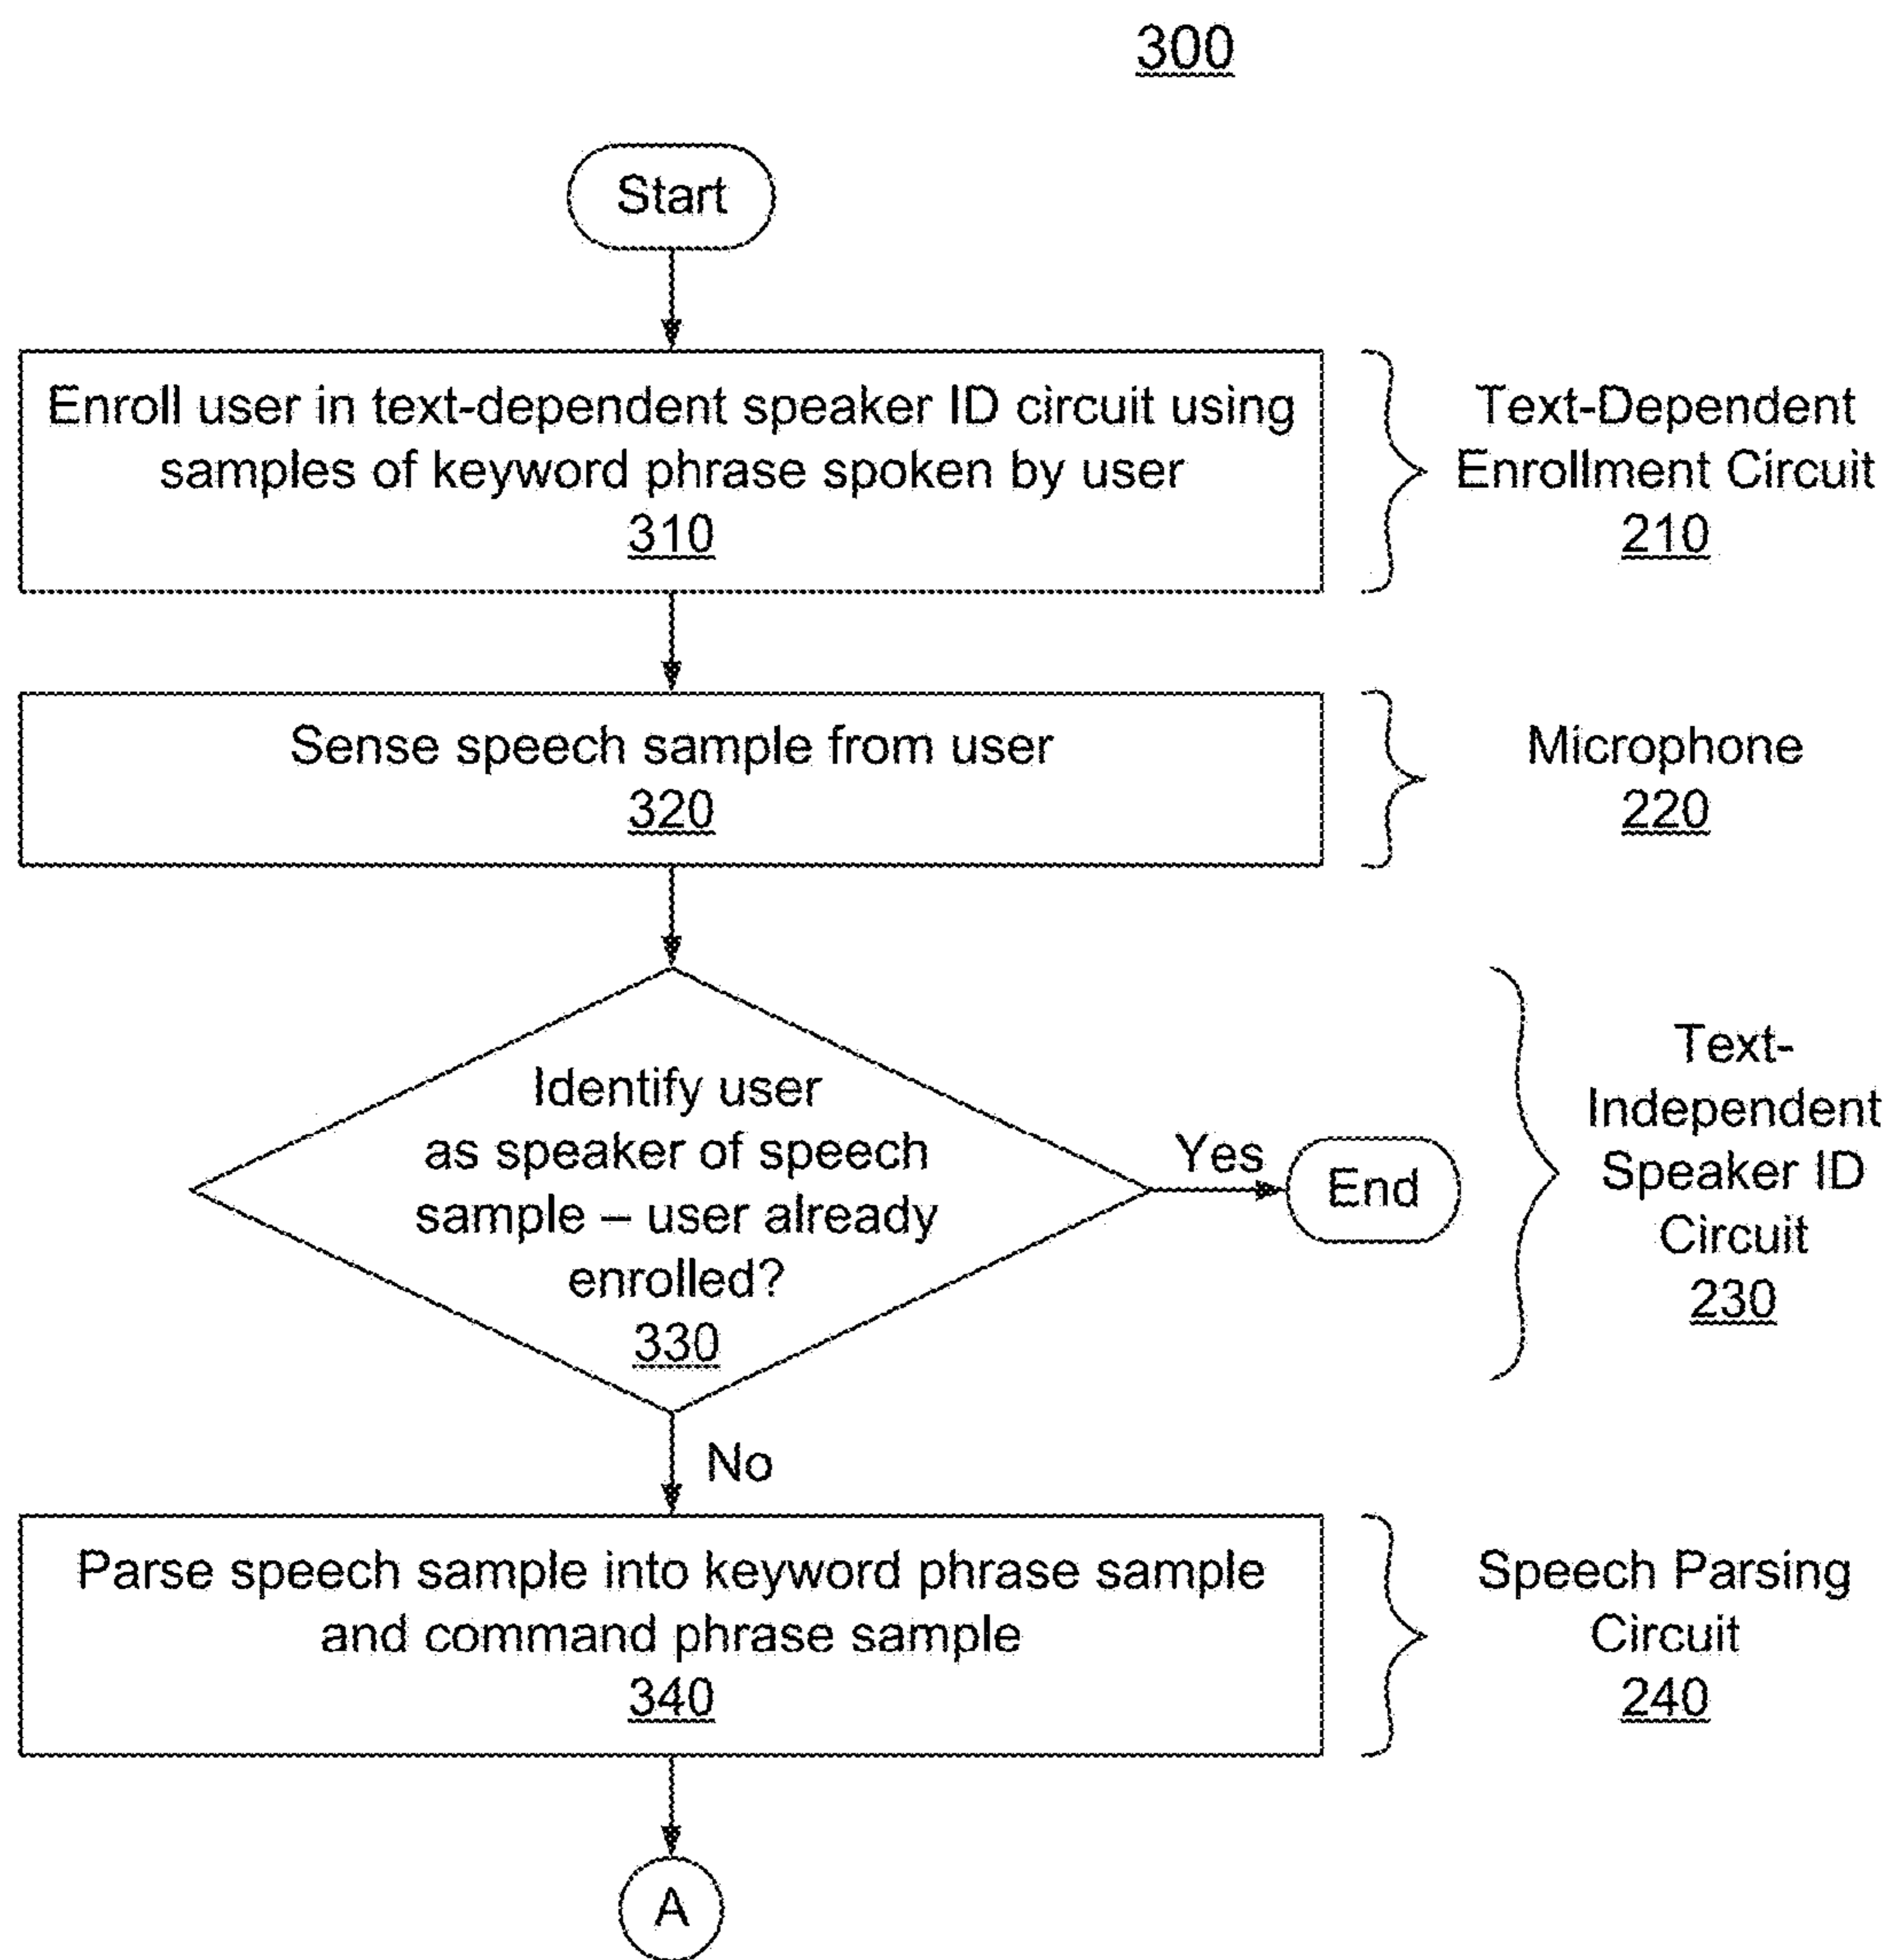 300
Start
Enroll user in text-dependent speaker ID circuit using
samples of keyword phrase spoken by user
310
Text-Dependent
Enrollment Circuit
210
Sense speech sample from user
320
Microphone
220
Identify user
as speaker of speech
sample – user already
enrolled?
330
Yes
End
Text-
Independent
Speaker ID
Circuit
230
No
Parse speech sample into keyword phrase sample
and command phrase sample
340
Speech Parsing
Circuit
240
A